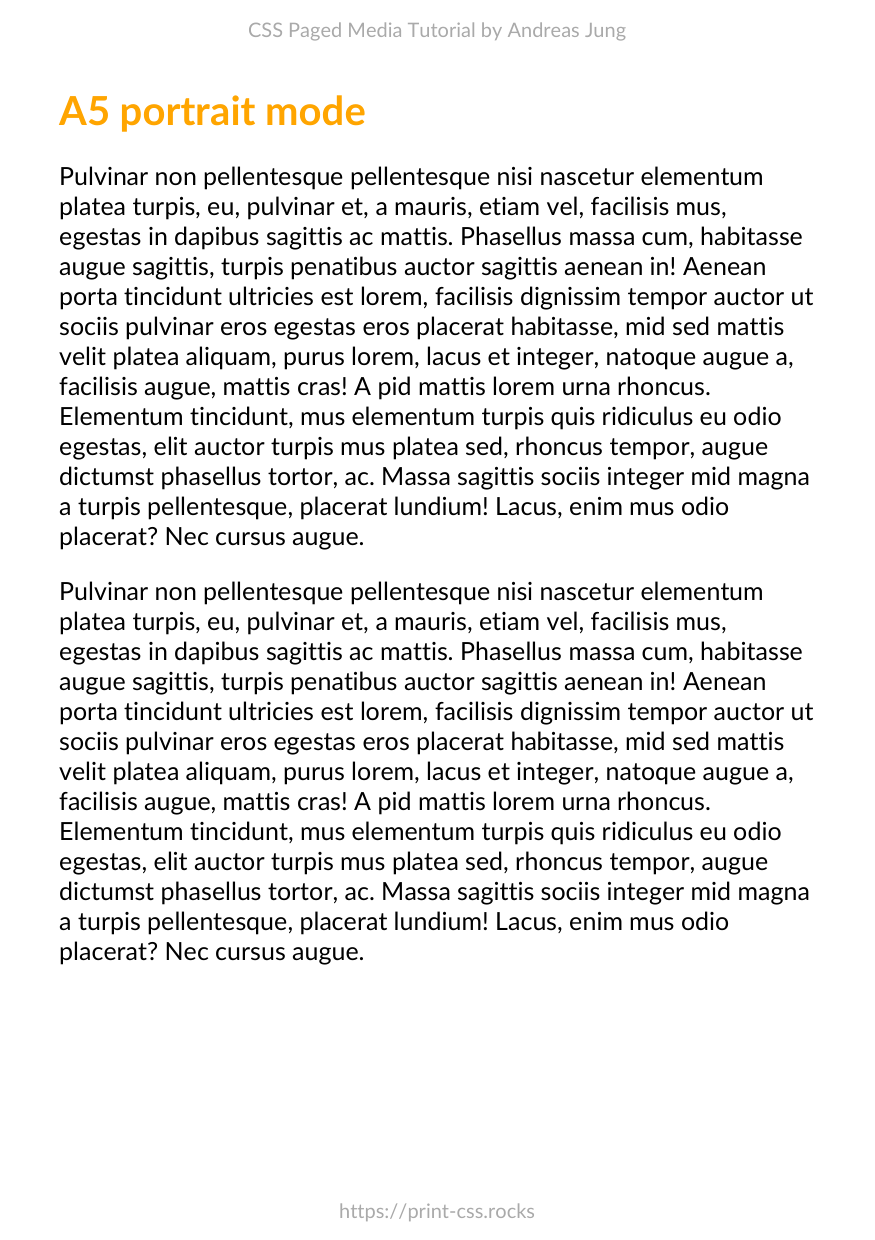 CSS Paged Media Tutorial by Andreas Jung
A5 portrait mode
Pulvinar non pellentesque pellentesque nisi nascetur elementum
platea turpis, eu, pulvinar et, a mauris, etiam vel, facilisis mus,
egestas in dapibus sagittis ac mattis. Phasellus massa cum, habitasse
augue sagittis, turpis penatibus auctor sagittis aenean in! Aenean
porta tincidunt ultricies est lorem, facilisis dignissim tempor auctor ut
sociis pulvinar eros egestas eros placerat habitasse, mid sed mattis
velit platea aliquam, purus lorem, lacus et integer, natoque augue a,
facilisis augue, mattis cras! A pid mattis lorem urna rhoncus.
Elementum tincidunt, mus elementum turpis quis ridiculus eu odio
egestas, elit auctor turpis mus platea sed, rhoncus tempor, augue
dictumst phasellus tortor, ac. Massa sagittis sociis integer mid magna
a turpis pellentesque, placerat lundium! Lacus, enim mus odio
placerat? Nec cursus augue.
Pulvinar non pellentesque pellentesque nisi nascetur elementum
platea turpis, eu, pulvinar et, a mauris, etiam vel, facilisis mus,
egestas in dapibus sagittis ac mattis. Phasellus massa cum, habitasse
augue sagittis, turpis penatibus auctor sagittis aenean in! Aenean
porta tincidunt ultricies est lorem, facilisis dignissim tempor auctor ut
sociis pulvinar eros egestas eros placerat habitasse, mid sed mattis
velit platea aliquam, purus lorem, lacus et integer, natoque augue a,
facilisis augue, mattis cras! A pid mattis lorem urna rhoncus.
Elementum tincidunt, mus elementum turpis quis ridiculus eu odio
egestas, elit auctor turpis mus platea sed, rhoncus tempor, augue
dictumst phasellus tortor, ac. Massa sagittis sociis integer mid magna
a turpis pellentesque, placerat lundium! Lacus, enim mus odio
placerat? Nec cursus augue.
https://print-css.rocks